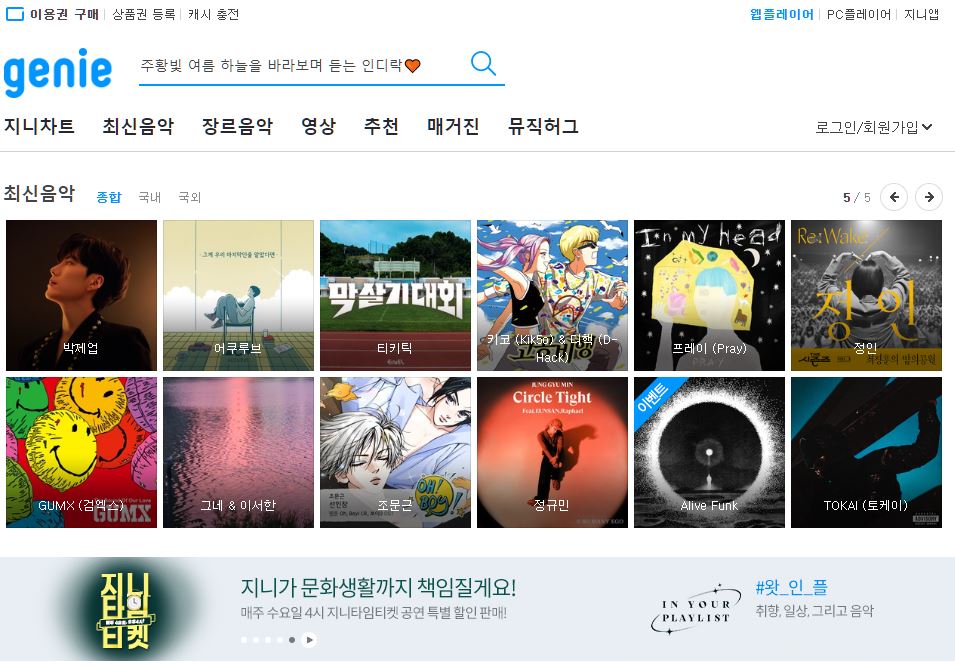 이용권 구매 상품권 등록 캐시 충전
웹플레이어 PC플레이어 지니앱
genie
주황빛 여름 하늘을 바라보며 듣는 인디락🧡
지니차트 최신음악 장르음악 영상 추천 매거진 뮤직허그
로그인/회원가입
최신음악 종합 국내 국외
5 / 5
박제업
그게 우리 마지막인줄 알았다면
어쿠루브
막살기대회
티키틱
키코 (Kik5o) & 디핵 (D-
Hack)
In my head
프레이 (Pray)
Re:Wake
정인
정인
GUMX
GUMX (검엑스)
그네 & 이서한
조문근
선인장
OH! BOY!
조문근
JUNG GYU MIN
Circle Tight
Feat. EUNSAN, Raphael
정규민
이벤트
Alive Funk
TOKAI (토케이)
지니
타임
티켓
지니가 문화생활까지 책임질게요!
매주 수요일 4시 지니타임티켓 공연 특별 할인 판매!
IN YOUR
PLAYLIST
#왓_인_플
취향, 일상, 그리고 음악